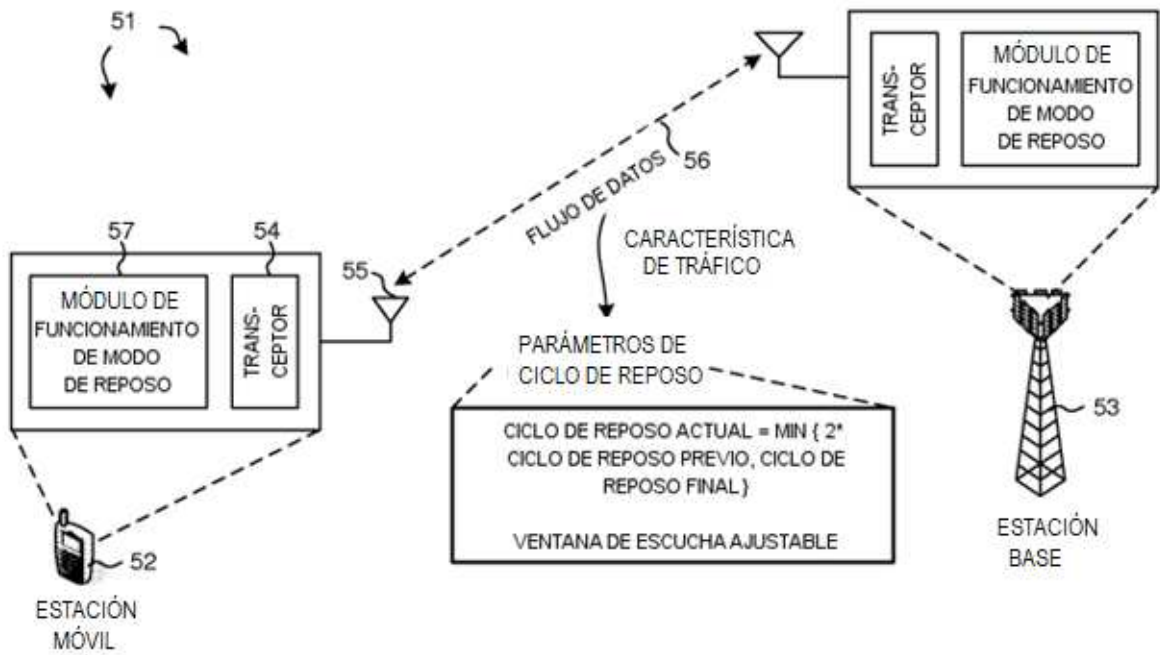 51
TRANS-
CEPTOR
MÓDULO DE
FUNCIONAMIENTO
DE MODO
DE REPOSO
56
FLUJO DE DATOS
CARACTERÍSTICA
DE TRÁFICO
57
54
55
MÓDULO DE
FUNCIONAMIENTO
DE MODO
DE REPOSO
TRANS-
CEPTOR
PARÁMETROS DE
CICLO DE REPOSO
CICLO DE REPOSO ACTUAL = MIN { 2*
CICLO DE REPOSO PREVIO, CICLO DE
REPOSO FINAL }
VENTANA DE ESCUCHA AJUSTABLE
53
ESTACIÓN
BASE
52
ESTACIÓN
MÓVIL